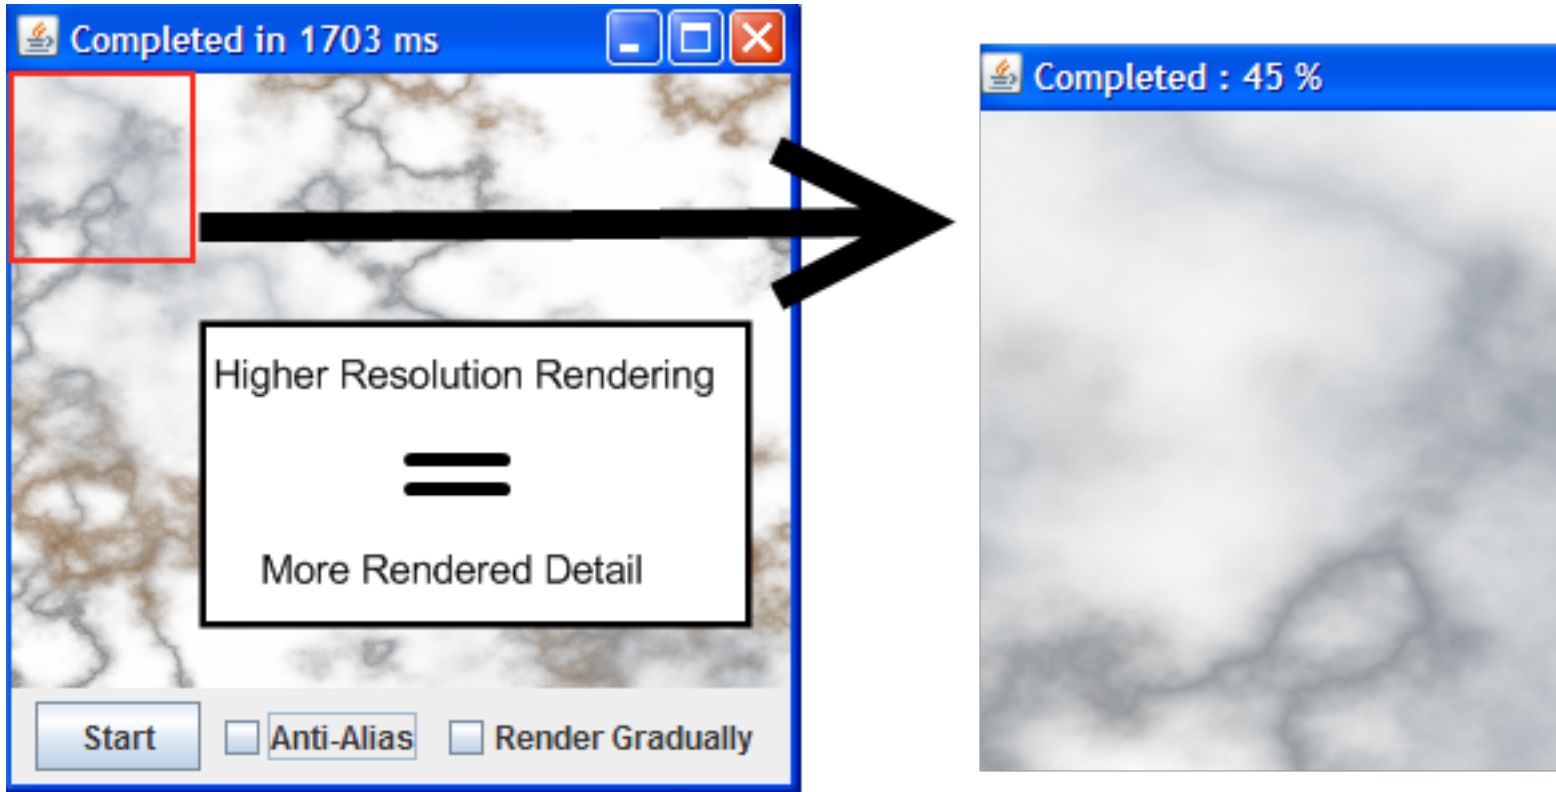 Completed in 1703 ms
Completed : 45 %
Higher Resolution Rendering
=
More Rendered Detail
Start
Anti-Alias
Render Gradually